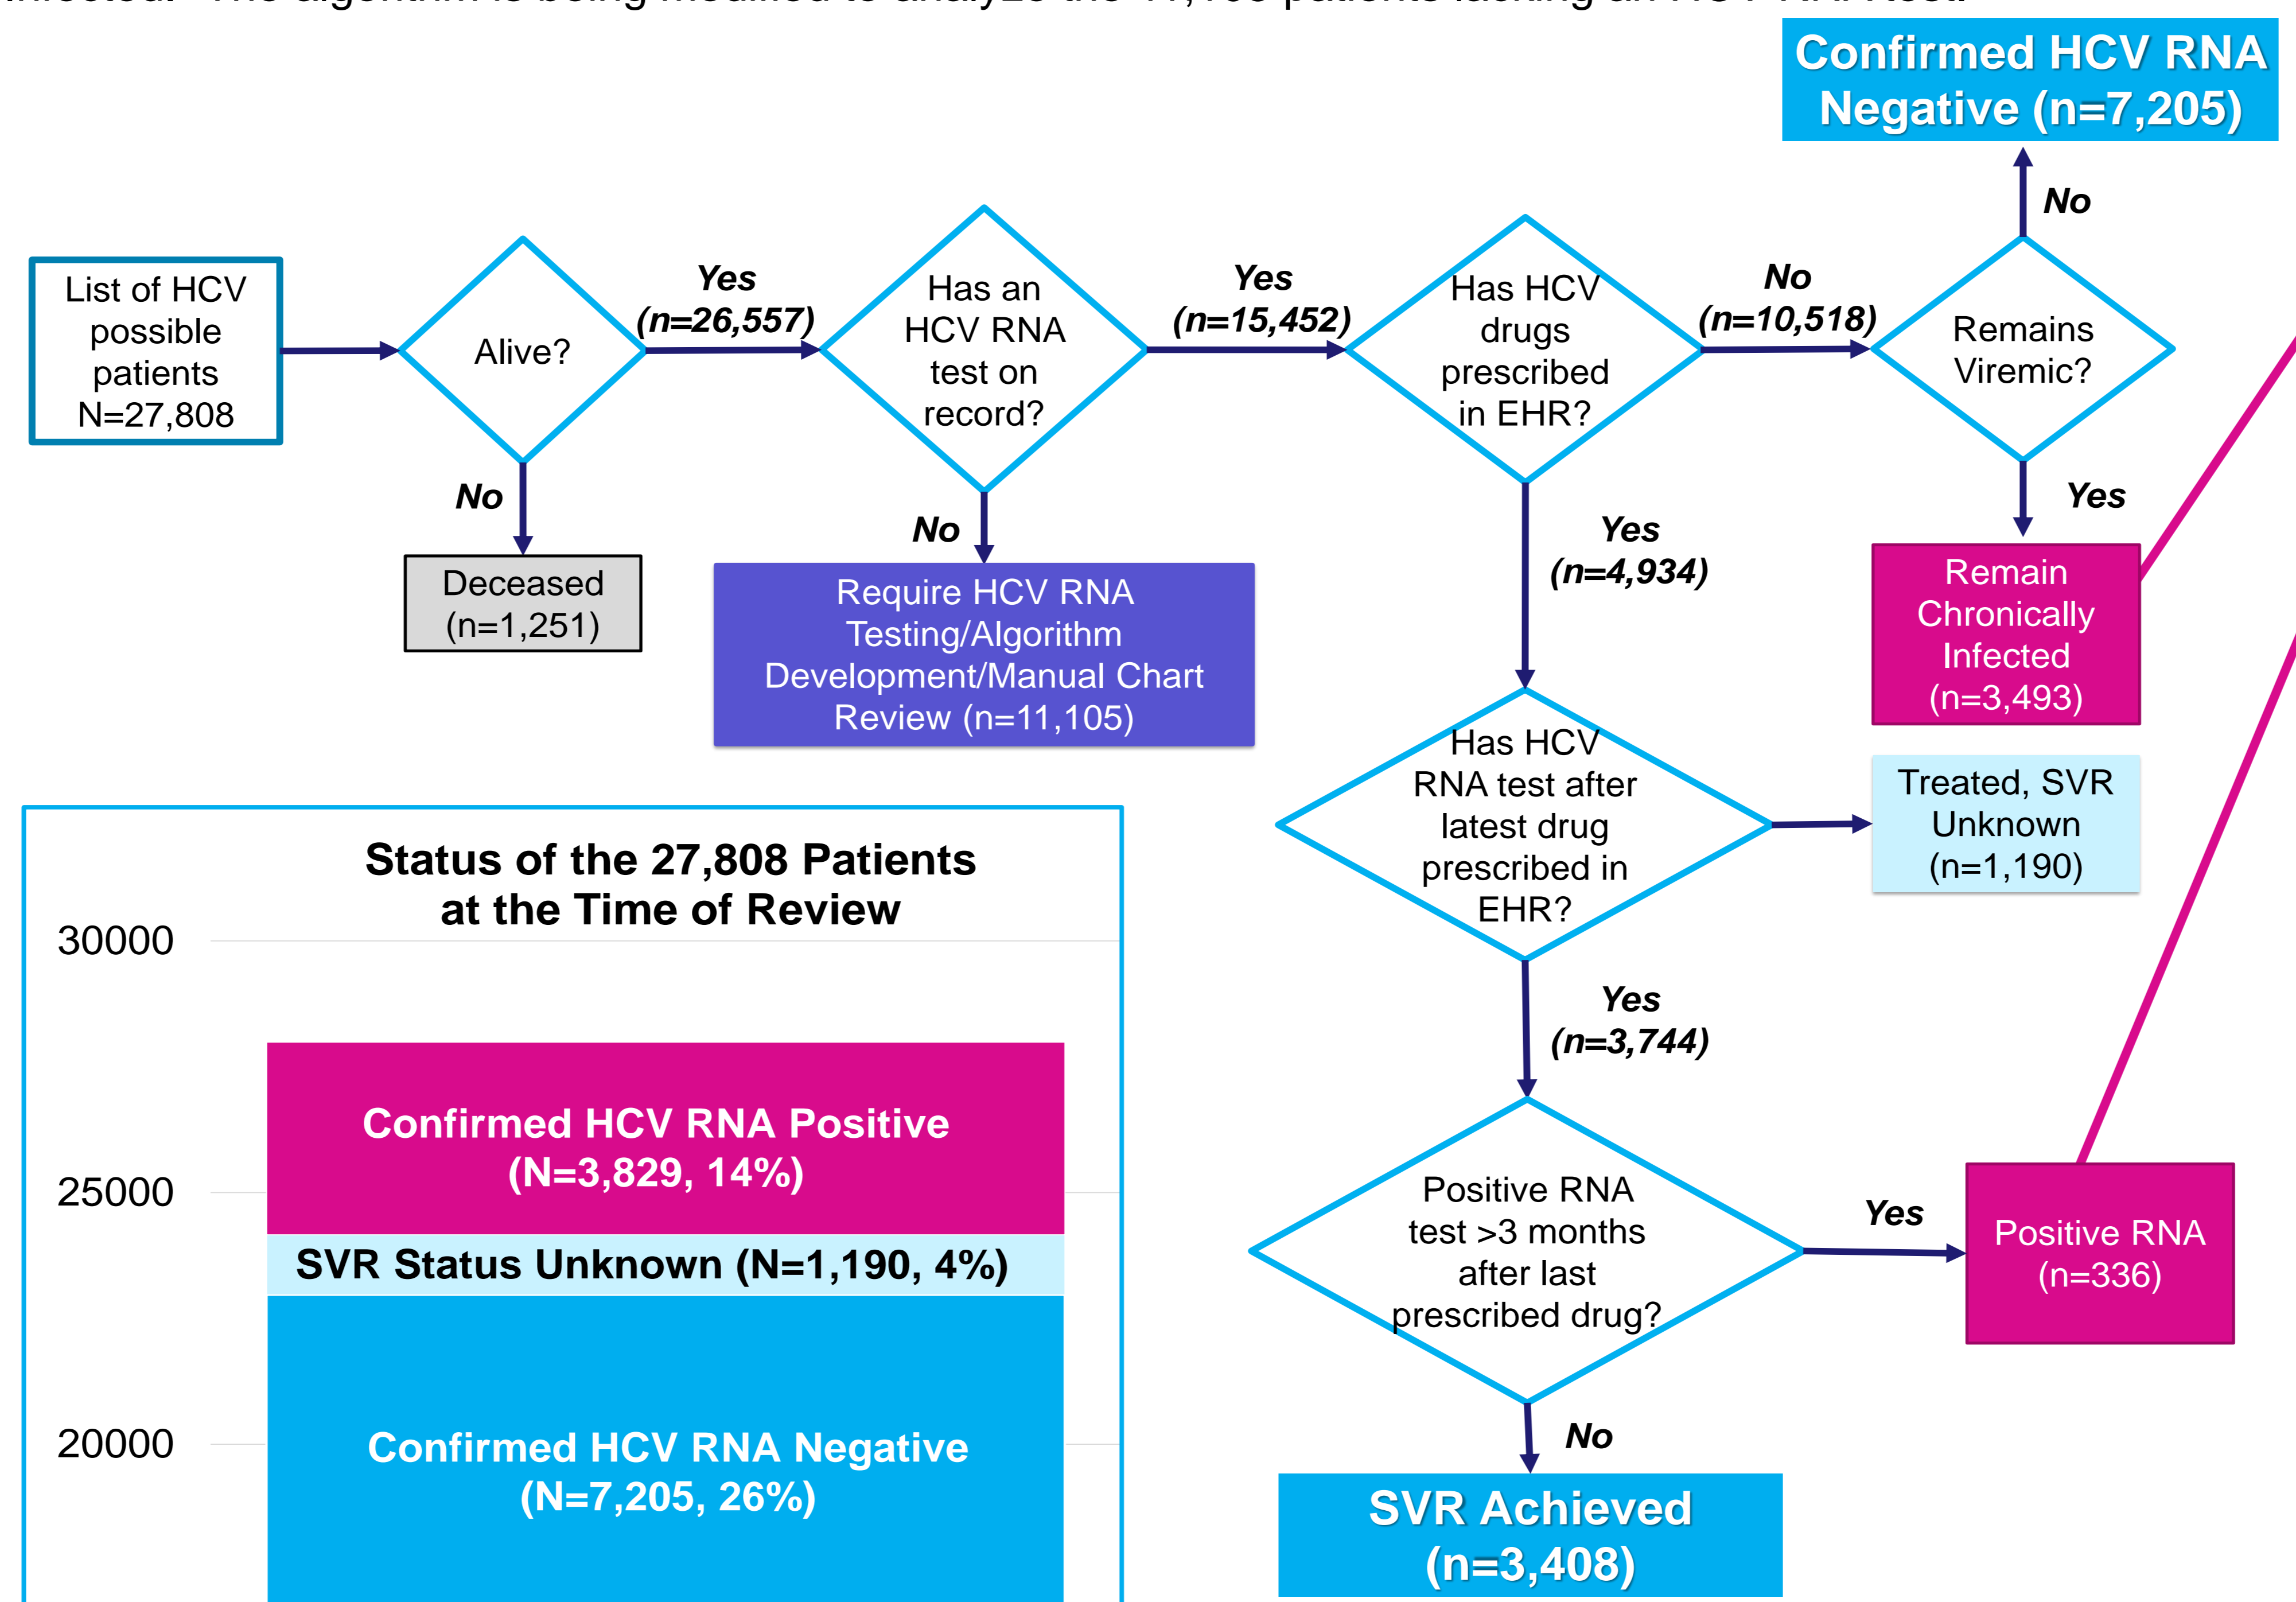 Confirmed HCV RNA
Negative (n=7,205)
No
List of HCV
possible
patients
N=27,808
Alive?
Yes
(n=26,557)
Has an
HCV RNA
test on
record?
Yes
(n=15,452)
Has HCV
drugs
prescribed
in EHR?
No
(n=10,518)
Remains
Viremic?
No
Deceased
(n=1,251)
No
Require HCV RNA
Testing/Algorithm
Development/Manual Chart
Review (n=11,105)
Yes
(n=4,934)
Yes
Remain
Chronically
Infected
(n=3,493)
Has HCV
RNA test after
latest drug
prescribed in
EHR?
Treated, SVR
Unknown
(n=1,190)
Yes
(n=3,744)
Positive RNA
test >3 months
after last
prescribed drug?
Yes
Positive RNA
(n=336)
No
SVR Achieved
(n=3,408)
Status of the 27,808 Patients
at the Time of Review
30000
25000
20000
Confirmed HCV RNA Positive
(N=3,829, 14%)
SVR Status Unknown (N=1,190, 4%)
Confirmed HCV RNA Negative
(N=7,205, 26%)